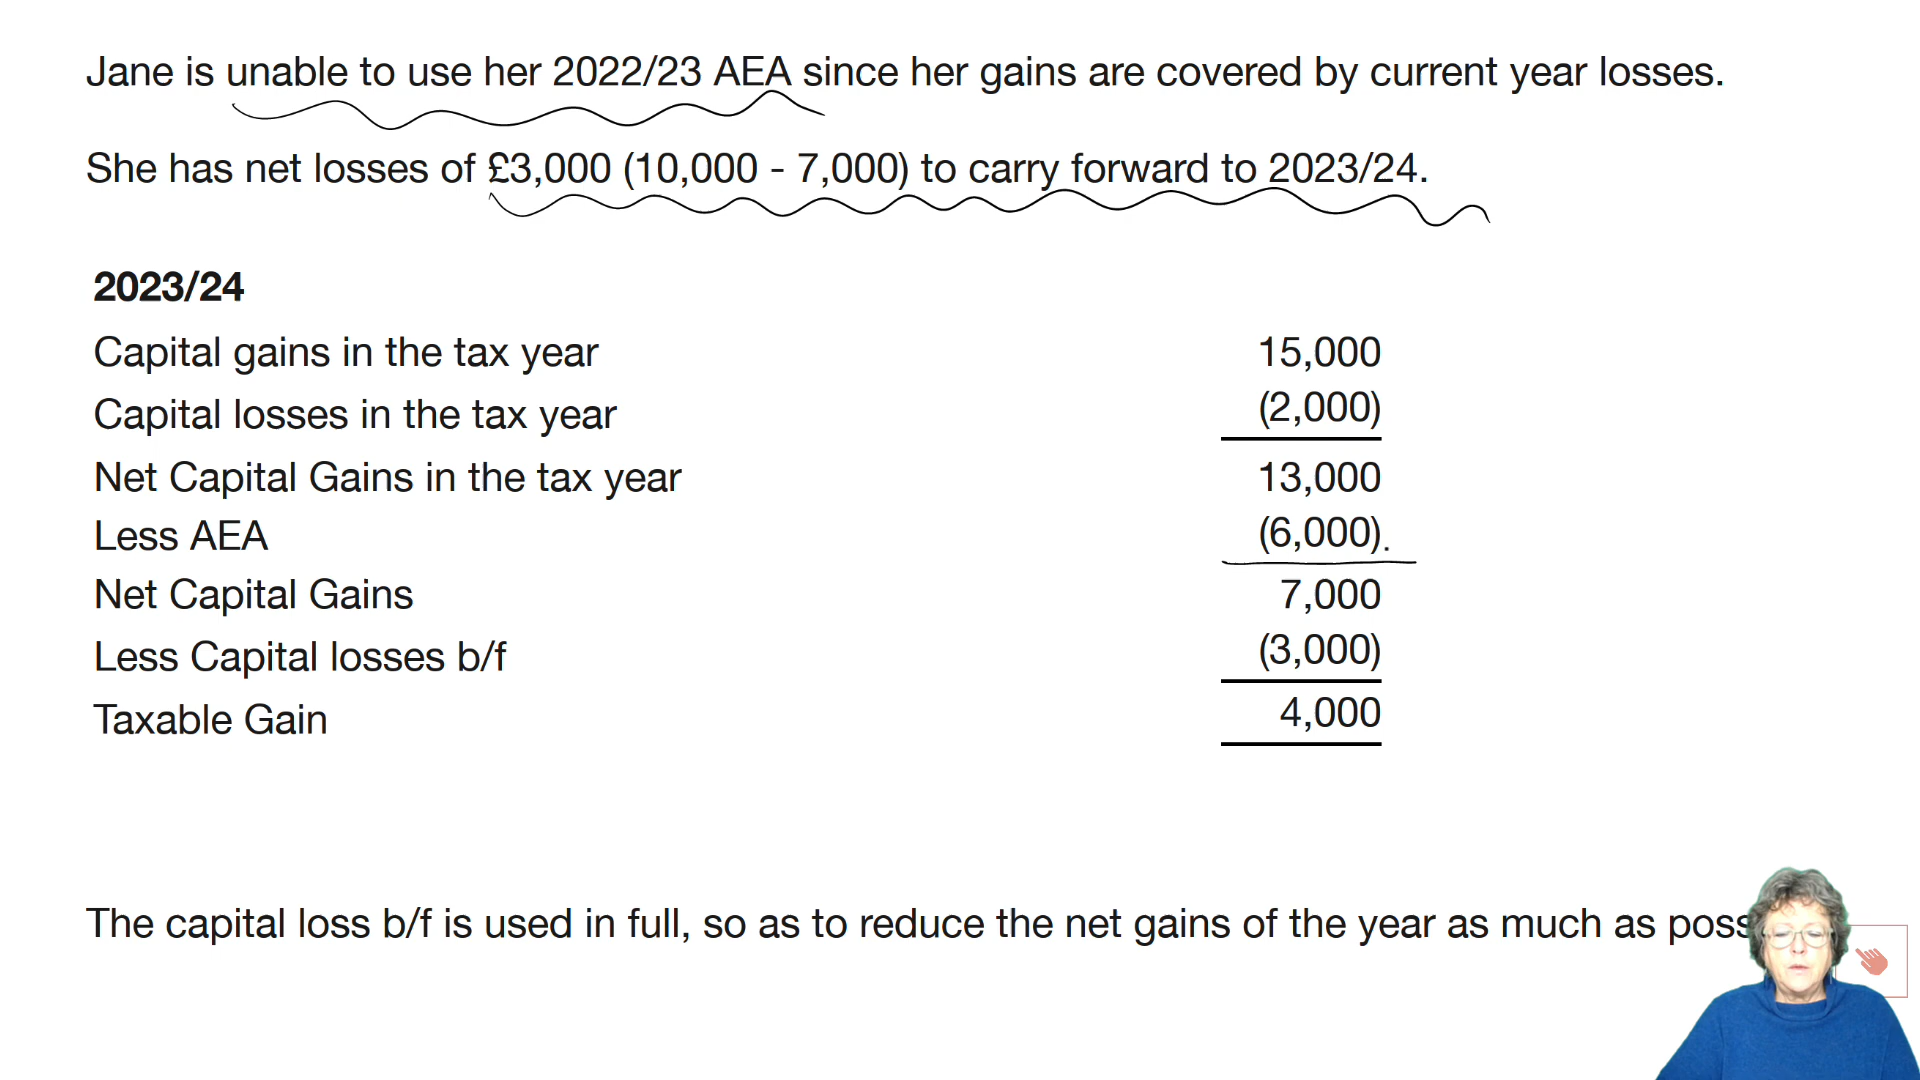 Jane is unable to use her 2022/23 AEA since her gains are covered by current year losses.
She has net losses of £3,000 (10,000 - 7,000) to carry forward to 2023/24.
2023/24
Capital gains in the tax year 15,000
Capital losses in the tax year (2,000)
Net Capital Gains in the tax year 13,000
Less AEA (6,000).
Net Capital Gains 7,000
Less Capital losses b/f (3,000)
Taxable Gain 4,000
The capital loss b/f is used in full, so as to reduce the net gains of the year as much as